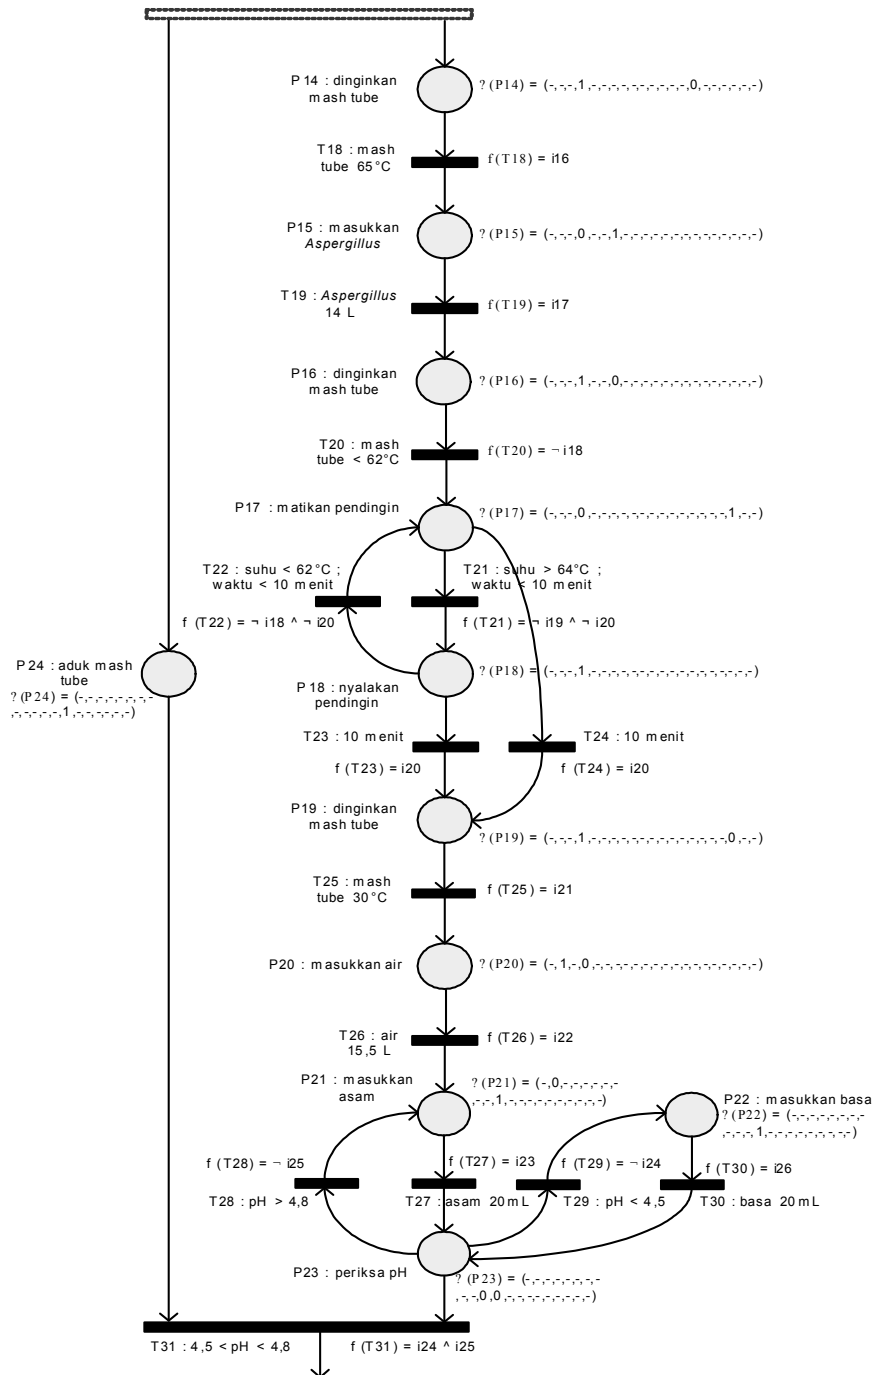 P14 : dinginkan
mash tube
? (P14) = (-,-,-,1,-,-,-,-,-,-,-,-,-,0,-,-,-,-,-,-)
T18 : mash
tube 65°C
f(T18) = i16
P15 : masukkan
Aspergillus
? (P15) = (-,-,-,0,-,-,1,-,-,-,-,-,-,-,-,-,-,-,-,-)
T19 : Aspergillus
14 L
f(T19) = i17
P16 : dinginkan
mash tube
? (P16) = (-,-,-,1,-,-,0,-,-,-,-,-,-,-,-,-,-,-,-,-)
T20 : mash
tube < 62°C
f(T20) = ¬ i18
P17 : matikan pendingin
? (P17) = (-,-,-,0,-,-,-,-,-,-,-,-,-,-,-,-,-,1,-,-)
T22 : suhu < 62°C ;
waktu < 10 menit
T21 : suhu > 64°C ;
waktu < 10 menit
f (T22) = ¬ i18 ^ ¬ i20
f (T21) = ¬ i19 ^ ¬ i20
P24 : aduk mash
tube
? (P24) = (-,-,-,-,-,-,-,-
,-,-,-,-,-,1,-,-,-,-,-,-)
P18 : nyalakan
pendingin
? (P18) = (-,-,-,1,-,-,-,-,-,-,-,-,-,-,-,-,-,-,-,-)
T23 : 10 menit
T24 : 10 menit
f (T23) = i20
f (T24) = i20
P19 : dinginkan
mash tube
? (P19) = (-,-,-,1,-,-,-,-,-,-,-,-,-,-,-,-,-,0,-,-)
T25 : mash
tube 30°C
f (T25) = i21
P20 : masukkan air
? (P20) = (-,1,-,0,-,-,-,-,-,-,-,-,-,-,-,-,-,-,-,-)
T26 : air
15,5 L
f (T26) = i22
P21 : masukkan
asam
? (P21) = (-,0,-,-,-,-,-,-
,-,-,1,-,-,-,-,-,-,-,-,-)
P22 : masukkan basa
? (P22) = (-,-,-,-,-,-,-,-
,-,-,-,1,-,-,-,-,-,-,-,-)
f (T28) = ¬ i25
f (T27) = i23
f (T29) = ¬ i24
f (T30) = i26
T28 : pH > 4,8
T27 : asam 20mL
T29 : pH < 4,5
T30 : basa 20mL
P23 : periksa pH
? (P23) = (-,-,-,-,-,-,-,-
,-,-,0,0,-,-,-,-,-,-,-,-)
T31 : 4,5 < pH < 4,8
f (T31) = i24 ^ i25